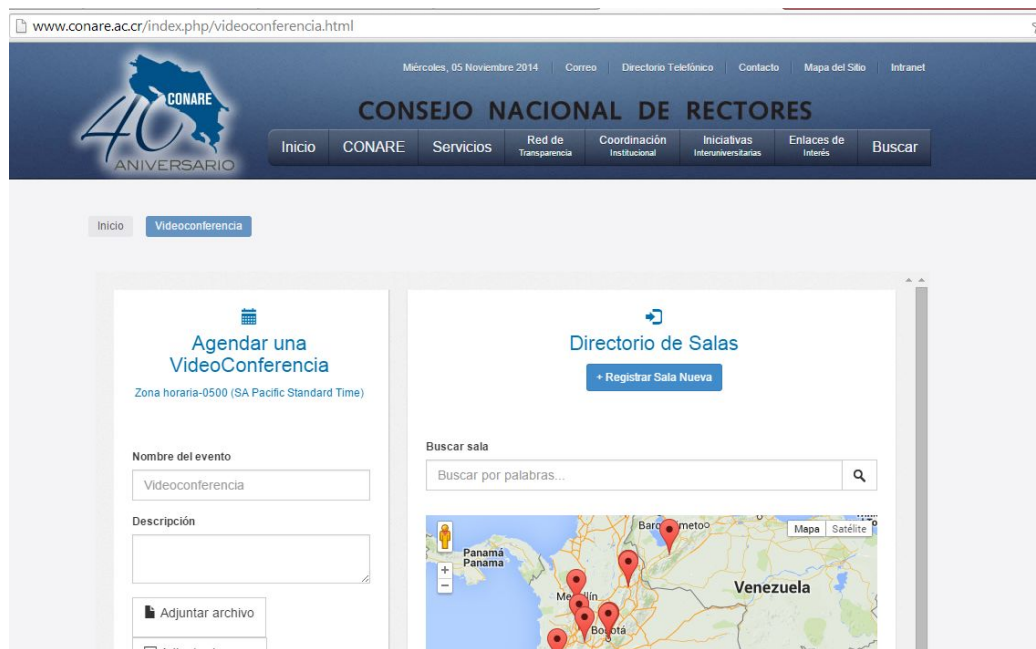 www.conare.ac.cr/index.php/videoconferencia.html
Miércoles, 05 Noviembre 2014 Correo Directorio Telefónico Contacto Mapa del Sitio Intranet
CONARE
40
ANIVERSARIO
CONSEJO NACIONAL DE RECTORES
Inicio CONARE Servicios Red de Transparencia Coordinación Institucional Iniciativas Interuniversitarias Enlaces de Interés Buscar
Inicio Videoconferencia
Agendar una
VideoConferencia
Zona horaria-0500 (SA Pacific Standard Time)
Nombre del evento
Videoconferencia
Descripción
Adjuntar archivo
Directorio de Salas
+ Registrar Sala Nueva
Buscar sala
Buscar por palabras...
Mapa Satélite
Panamá
Panama
Venezuela
Bogotá